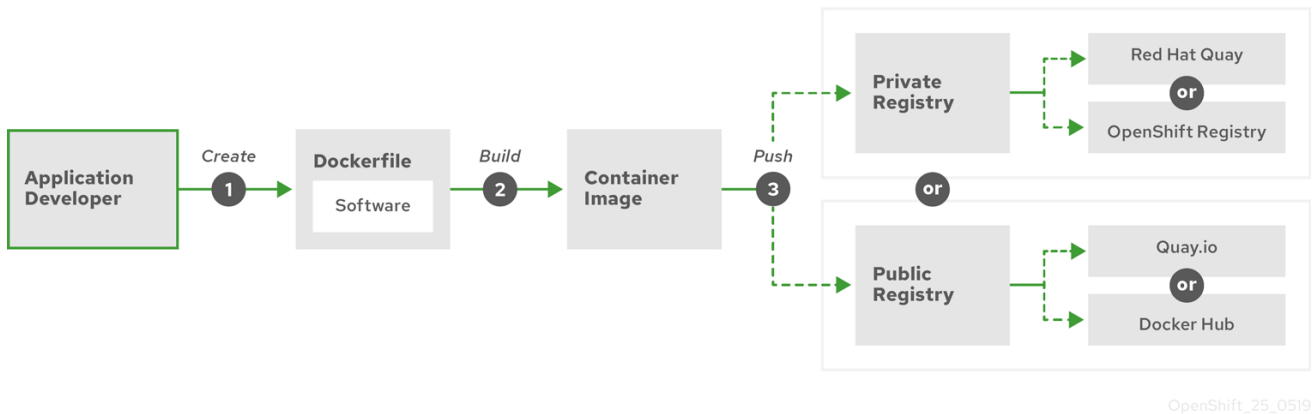 Application
Developer
Create
1
Dockerfile
Software
Build
2
Container
Image
Push
3
Private
Registry
Red Hat Quay
or
OpenShift Registry
or
Public
Registry
Quay.io
or
Docker Hub
OpenShift_25_0519